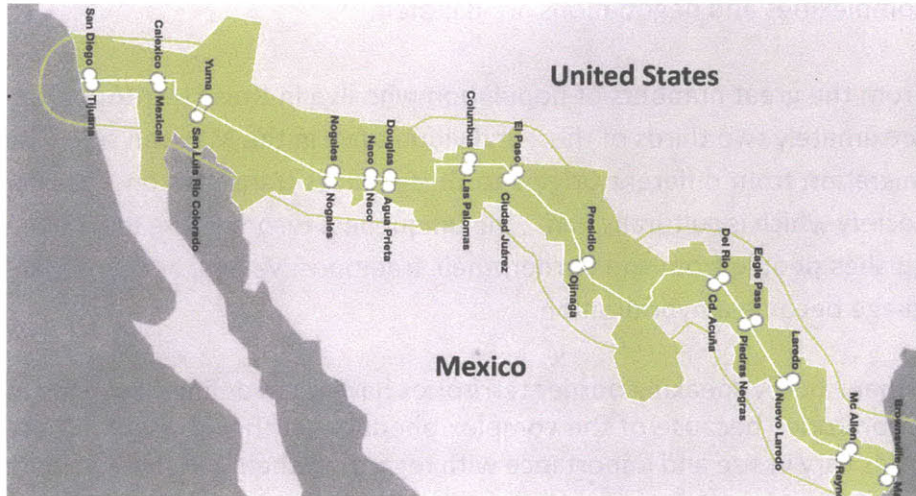 San Diego
Tijuana
Calexico
Mexicali
Yuma
San Luis Río Colorado
Nogales
Nogales
Naco
Naco
Douglas
Agua Prieta
Columbus
Las Palomas
El Paso
Ciudad Juárez
United States
Presidio
Ojinaga
Del Rio
Cd. Acuña
Eagle Pass
Piedras Negras
Laredo
Nuevo Laredo
Mc Allen
Reyn
Brownsville
M
Mexico